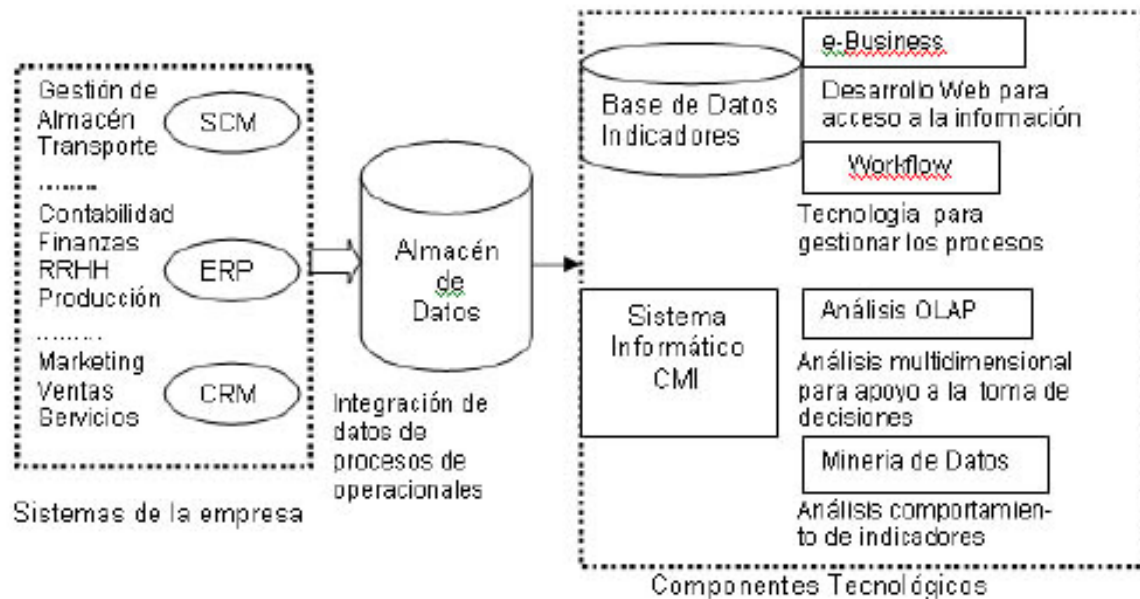 Gestión de
Almacén
Transporte
SCM
........
Contabilidad
Finanzas
RRHH
Producción
ERP
.........
Marketing
Ventas
Servicios
CRM
Sistemas de la empresa
Almacén
de
Datos
Integración de
datos de
procesos de
operacionales
Base de Datos
Indicadores
e-Business
Desarrollo Web para
acceso a la información
Workflow
Tecnología para
gestionar los procesos
Sistema
Informático
CMI
Análisis OLAP
Análisis multidimensional
para apoyo a la toma de
decisiones
Minería de Datos
Análisis comportamien-
to de indicadores
Componentes Tecnológicos